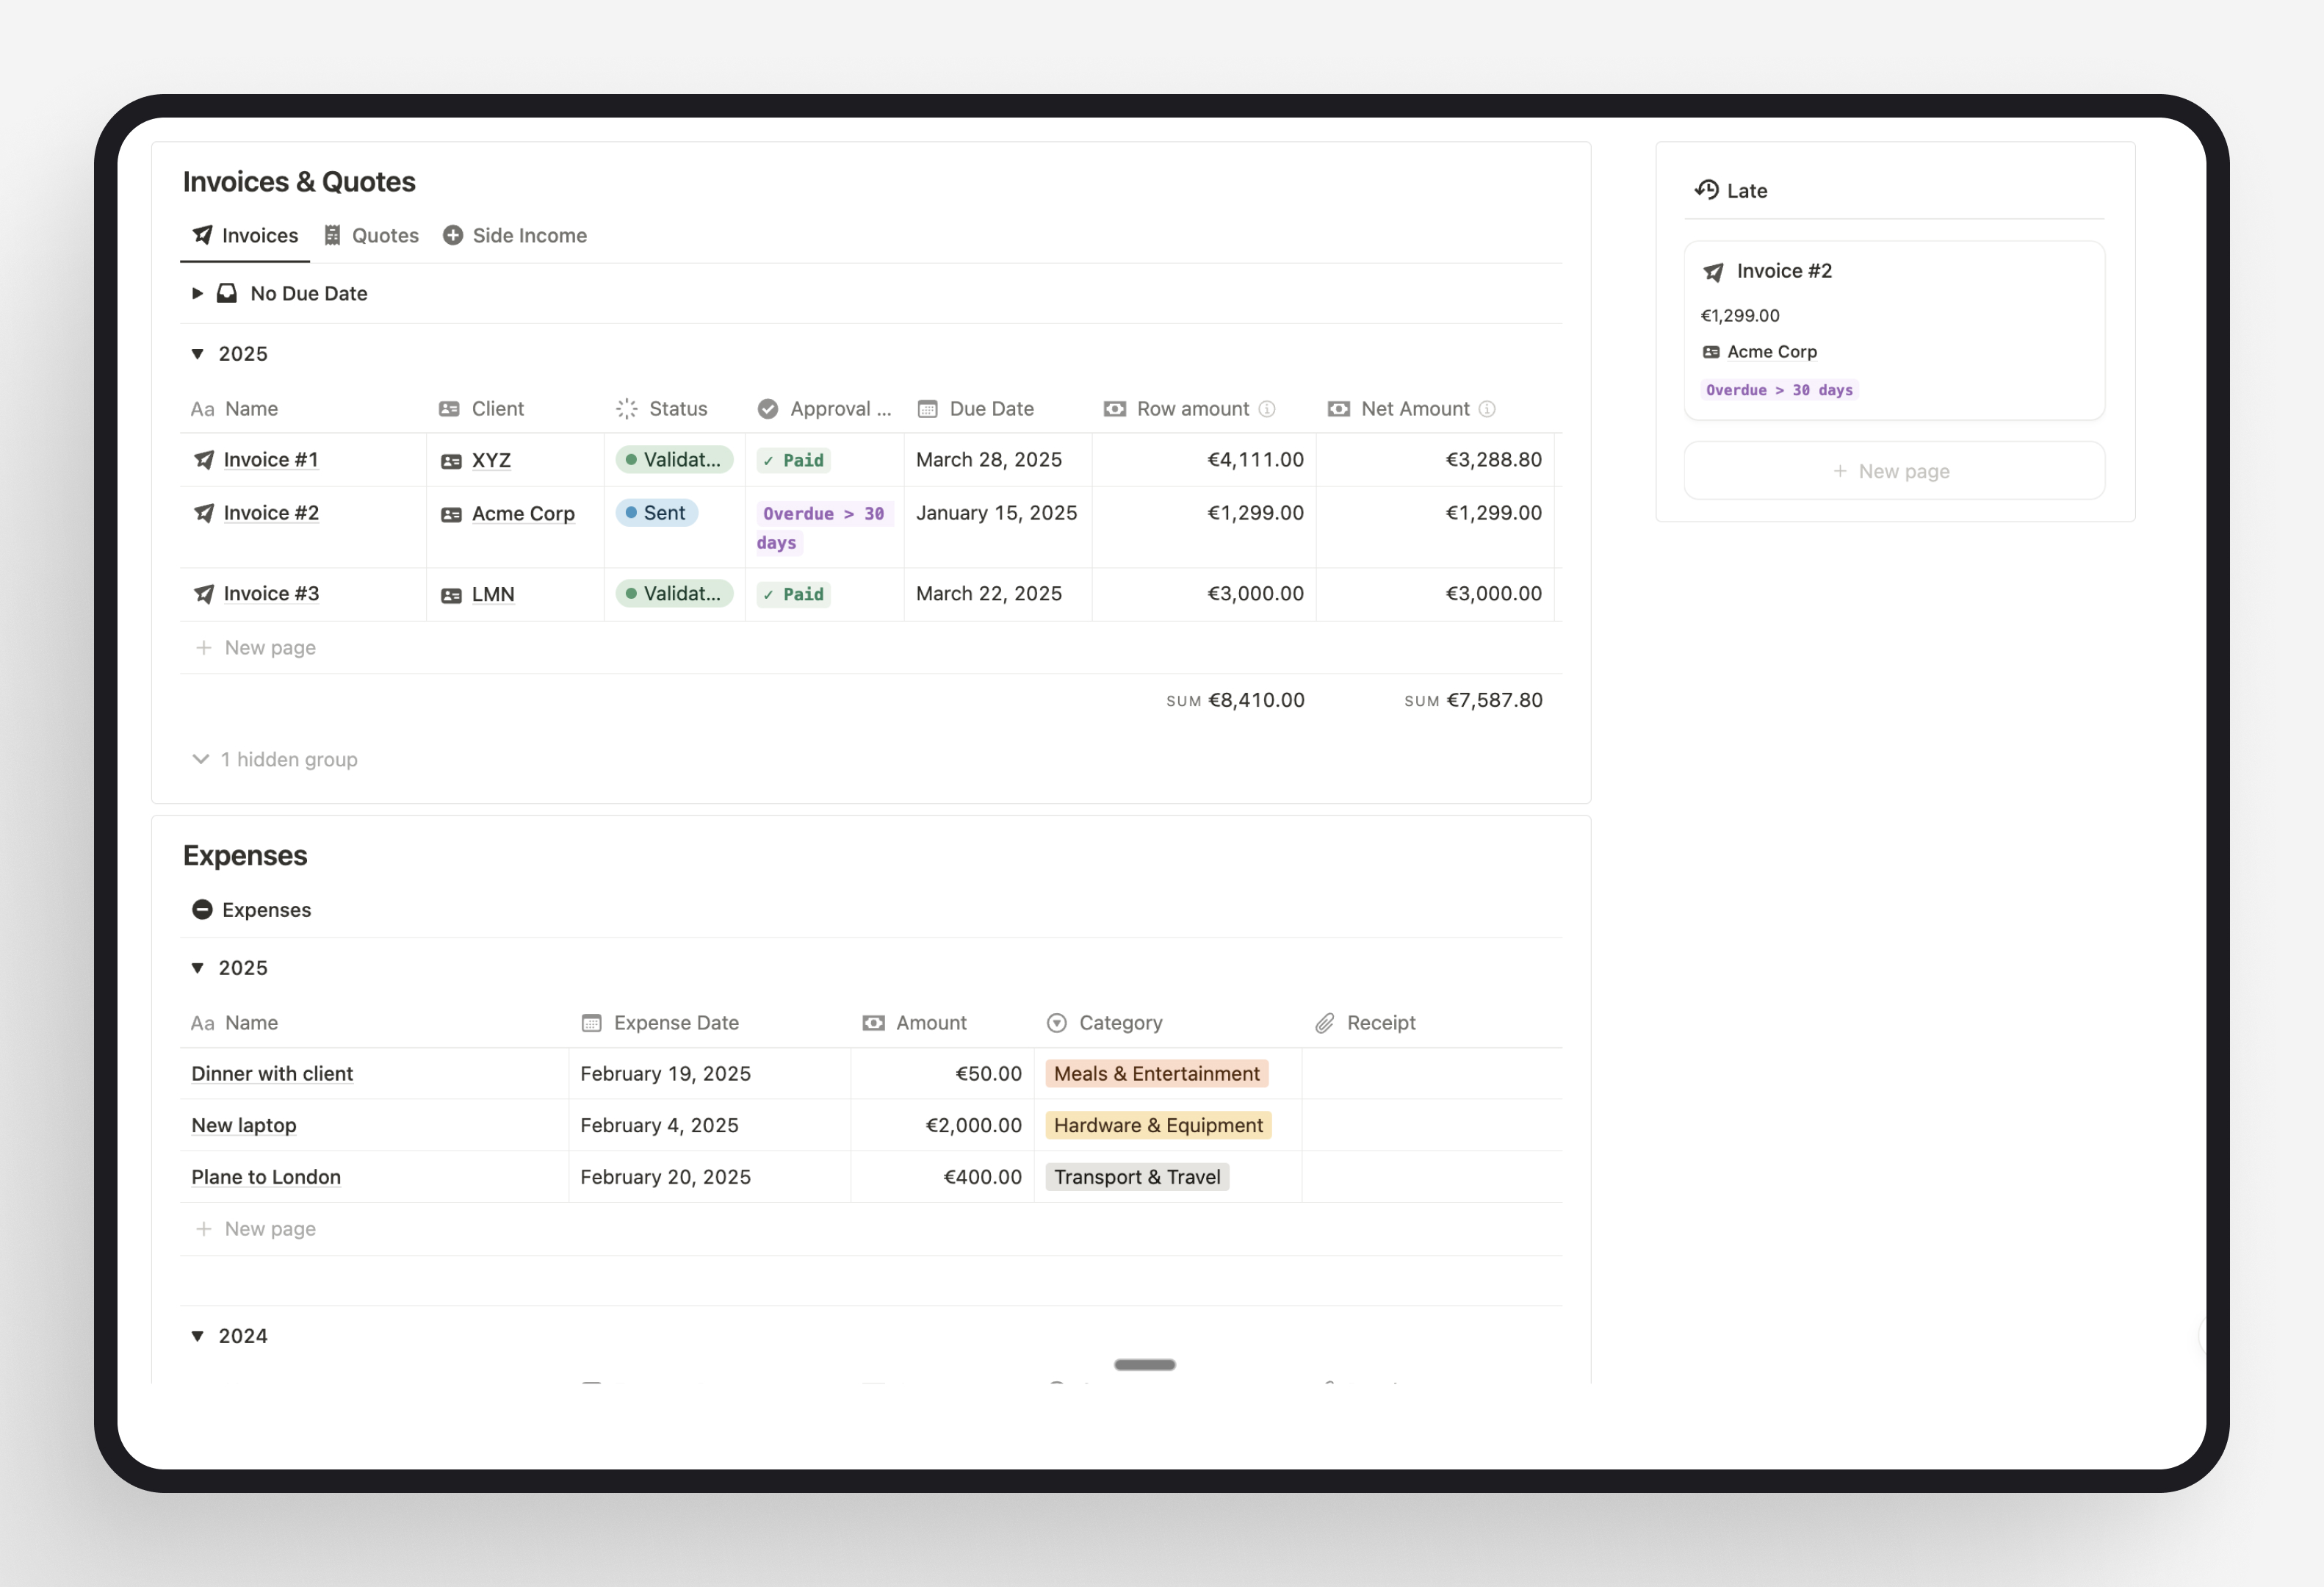 Invoices & Quotes
Invoices Quotes Side Income
No Due Date
2025
Aa Name Client Status Approval ... Due Date Row amount Net Amount
Invoice #1 XYZ Validat... ✓ Paid March 28, 2025 €4,111.00 €3,288.80
Invoice #2 Acme Corp Sent Overdue > 30 days January 15, 2025 €1,299.00 €1,299.00
Invoice #3 LMN Validat... ✓ Paid March 22, 2025 €3,000.00 €3,000.00
+ New page
SUM €8,410.00 SUM €7,587.80
1 hidden group
Expenses
Expenses
2025
Aa Name Expense Date Amount Category Receipt
Dinner with client February 19, 2025 €50.00 Meals & Entertainment
New laptop February 4, 2025 €2,000.00 Hardware & Equipment
Plane to London February 20, 2025 €400.00 Transport & Travel
+ New page
2024
Late
Invoice #2
€1,299.00
Acme Corp
Overdue > 30 days
+ New page